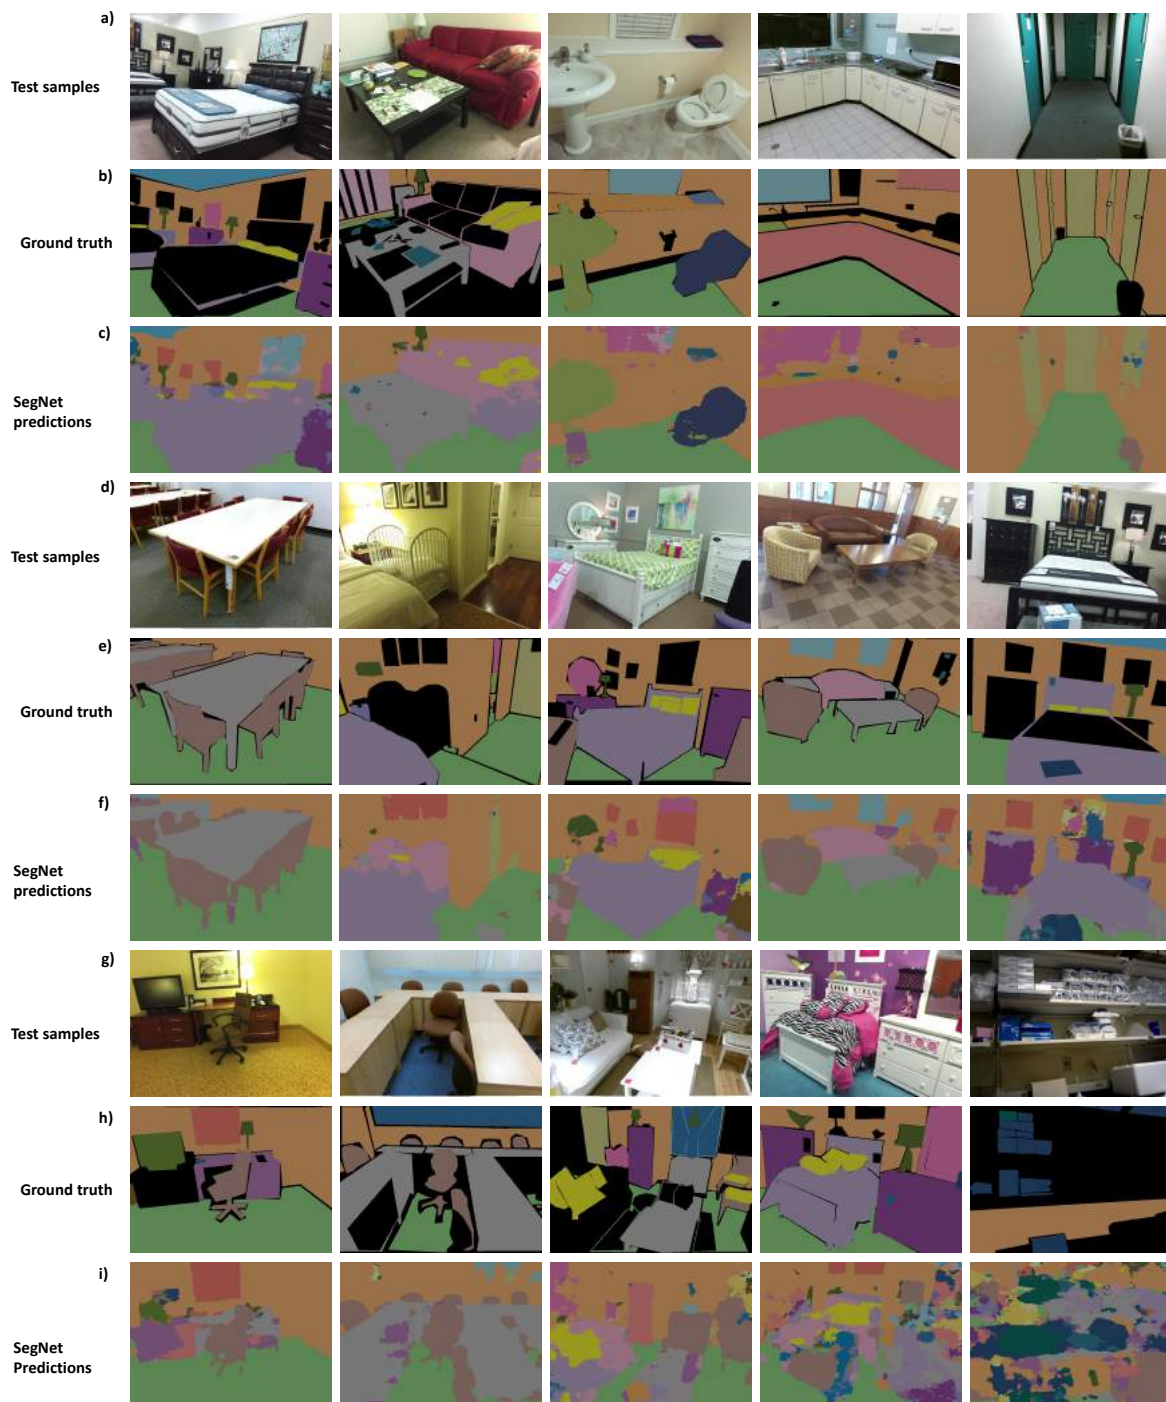 a)
Test samples
b)
Ground truth
c)
SegNet
predictions
d)
Test samples
e)
Ground truth
f)
SegNet
predictions
g)
Test samples
h)
Ground truth
i)
SegNet
Predictions